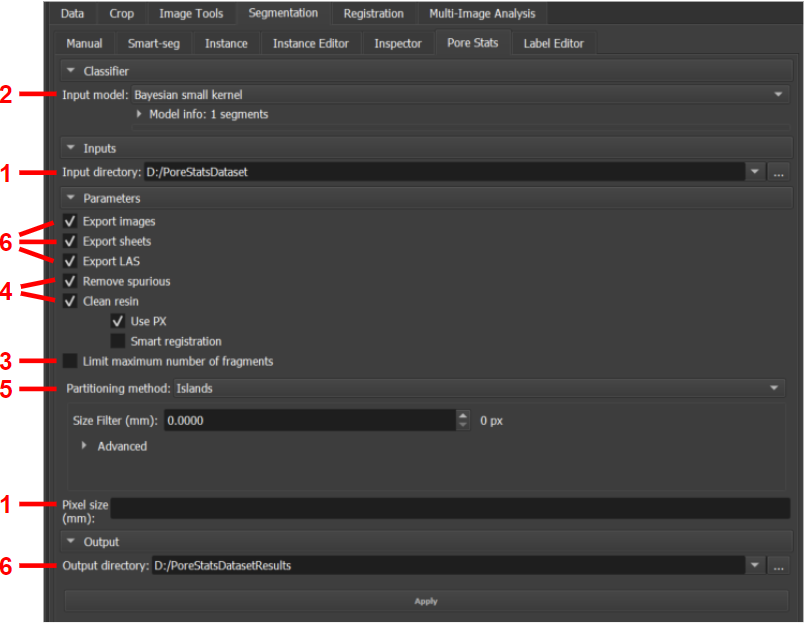 Data Crop Image Tools Segmentation Registration Multi-Image Analysis
Manual Smart-seg Instance Instance Editor Inspector Pore Stats Label Editor
Classifier
2 Input model: Bayesian small kernel
Model info: 1 segments
Inputs
1 Input directory: D:/PoreStatsDataset ...
Parameters
Export images
6 Export sheets
Export LAS
Remove spurious
4
Clean resin
Use PX
Smart registration
3 Limit maximum number of fragments
5 Partitioning method: Islands
Size Filter (mm): 0.0000 0 px
Advanced
1 Pixel size
(mm):
Output
6 Output directory: D:/PoreStatsDatasetResults ...
Apply